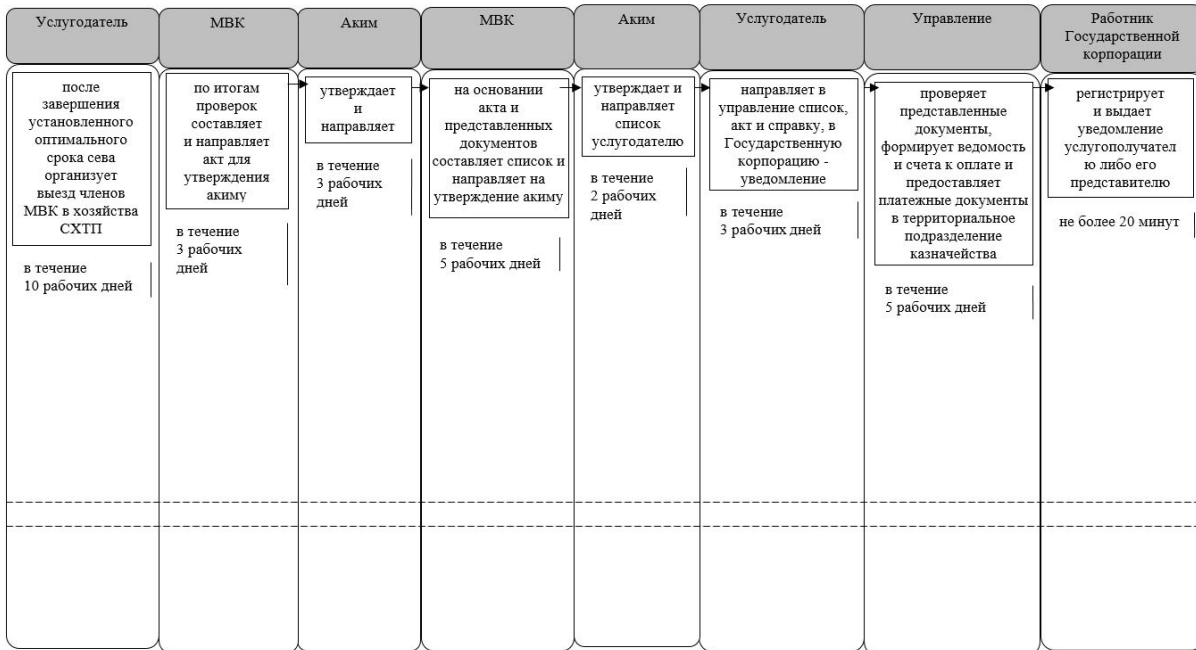 Услугодатель
после
завершения
установленного
оптимального
срока сева
организует
выезд членов
МВК в хозяйства
СХТП
в течение
10 рабочих дней
МВК
по итогам
проверок
составляет
и направляет
акт для
утверждения
акиму
в течение
3 рабочих
дней
Аким
утверждает
и
направляет
в течение
3 рабочих
дней
МВК
на основании
акта и
представленных
документов
составляет список и
направляет на
утверждение акиму
в течение
5 рабочих дней
Аким
утверждает и
направляет
список
услугодателю
в течение
2 рабочих
дней
Услугодатель
направляет в
управление список,
акт и справку, в
Государственную
корпорацию -
уведомление
в течение
3 рабочих дней
Управление
проверяет
представленные
документы,
формирует ведомость
и счета к оплате и
предоставляет
платежные документы
в территориальное
подразделение
казначейства
в течение
5 рабочих дней
Работник
Государственной
корпорации
регистрирует
и выдает
уведомление
услугополучател
ю либо его
представителю
не более 20 минут